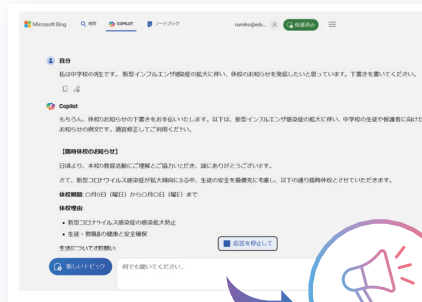 Microsoft Bing 検索 COPILOT ノートブック rumiko@edu... 保護済み
自分
私は中学校の先生です。新型インフルエンザ感染症の拡大に伴い、休校のお知らせを発信したいと思っています。下書きを書いてください。
Copilot
もちろん、休校のお知らせの下書きをお手伝いいたします。以下は、新型インフルエンザ感染症の拡大に伴い、中学校の生徒や保護者に向けた
お知らせの例文です。適宜修正してご利用ください。
【臨時休校のお知らせ】
日頃より、本校の教育活動にご理解とご協力いただき、誠にありがとうございます。
さて、新型コロナウイルス感染症が拡大傾向にある中、生徒の安全を最優先に考慮し、以下の通り臨時休校とさせていただきます。
休校期間: 〇月〇日（曜日）から〇月〇日（曜日）まで
休校理由:
• 新型コロナウイルス感染症の感染拡大防止
• 生徒・教職員の健康と安全確保
生活についてのお願い:
応答を停止して
新しいトピック 何でも聞いてください。